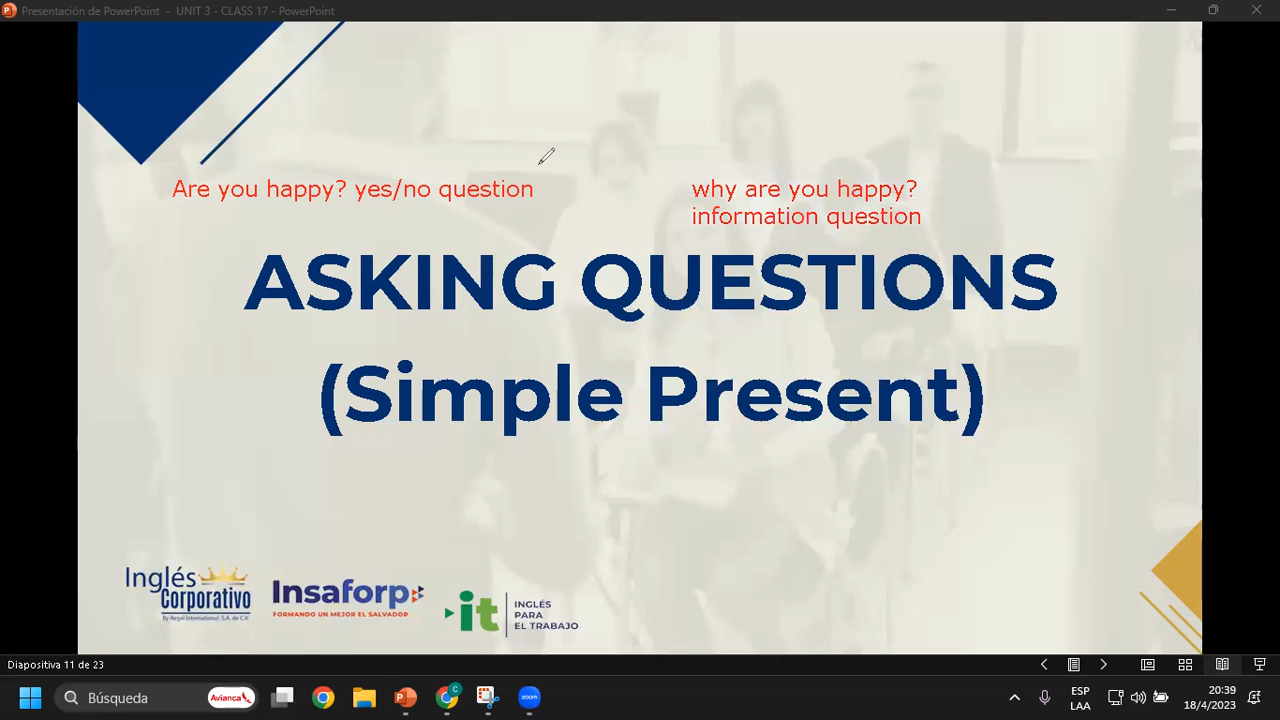 Presentación de PowerPoint - UNIT 3 - CLASS 17 - PowerPoint
Are you happy? yes/no question
why are you happy?
information question
ASKING QUESTIONS
(Simple Present)
Inglés
Corporativo
By Regal International, S.A. de C.V.
Insaforp
FORMANDO UN MEJOR EL SALVADOR
it
INGLÉS
PARA
EL TRABAJO
Diapositiva 11 de 23
Búsqueda
Avianca
C
zoom
ESP
LAA
20:39
18/4/2023